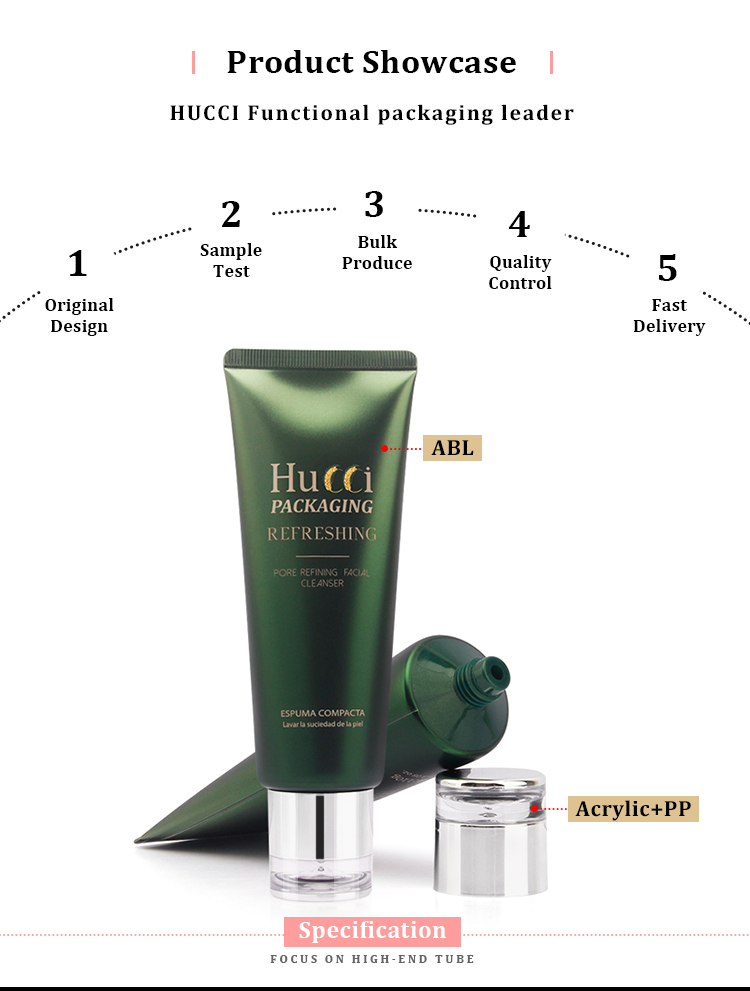 Product Showcase
HUCCI Functional packaging leader
1
Original
Design
2
Sample
Test
3
Bulk
Produce
4
Quality
Control
5
Fast
Delivery
ABL
Hucci
PACKAGING
REFRESHING
PORE REFINING FACIAL
CLEANSER
ESPUMA COMPACTA
Lavar la suciedad de la piel
Acrylic+PP
Specification
FOCUS ON HIGH-END TUBE